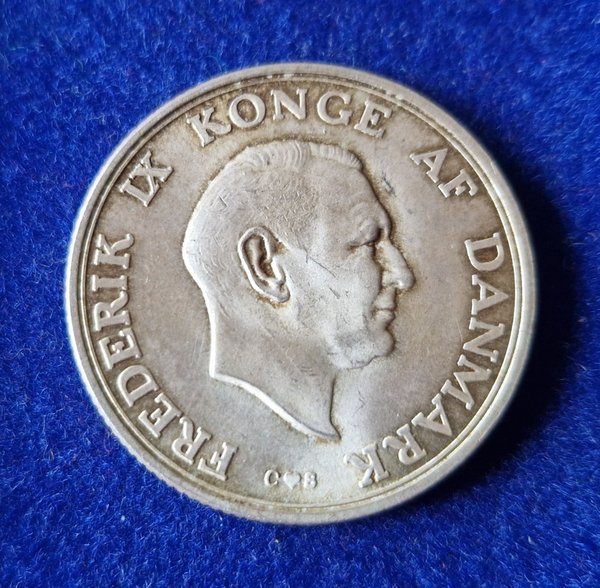 FREDERIK IX KONGE AF DANMARK
C♥S